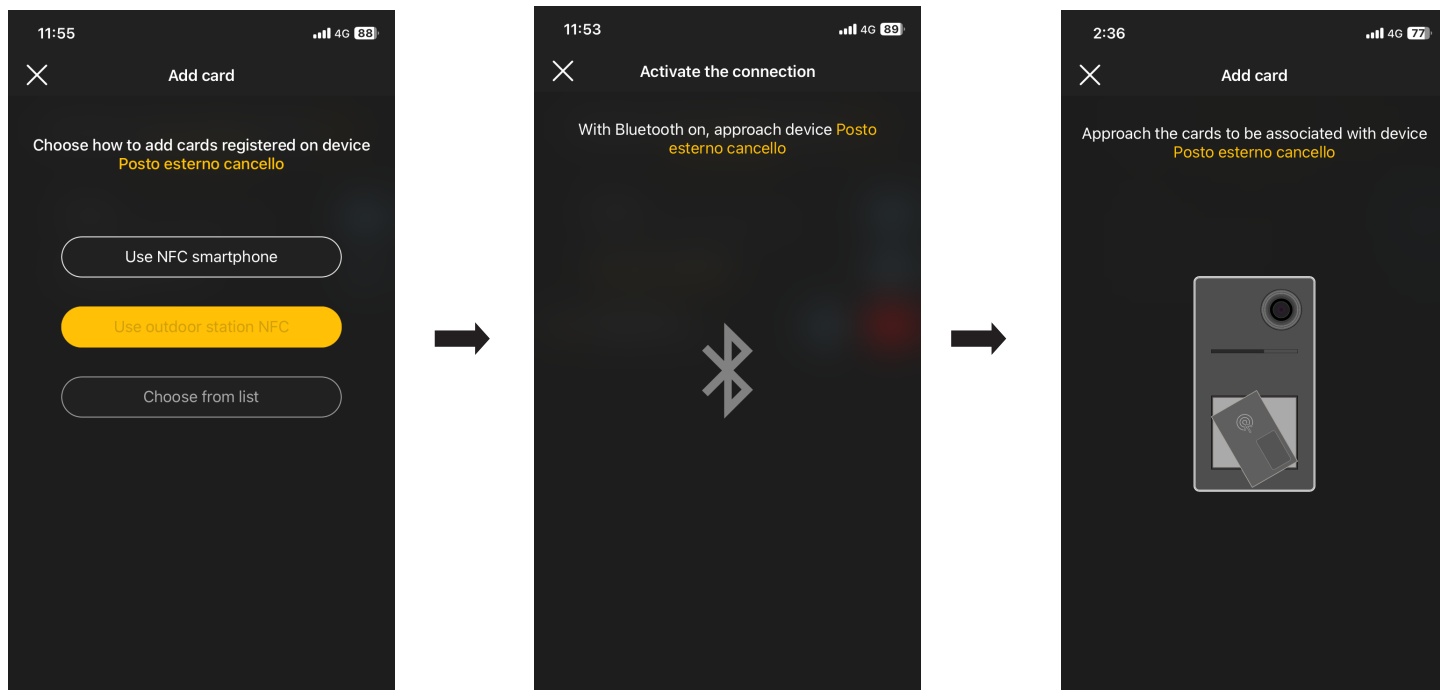 11:55
4G 88
Add card
Choose how to add cards registered on device
Posto esterno cancello
Use NFC smartphone
Use outdoor station NFC
Choose from list
11:53
4G 89
Activate the connection
With Bluetooth on, approach device Posto
esterno cancello
2:36
4G 77
Add card
Approach the cards to be associated with device
Posto esterno cancello